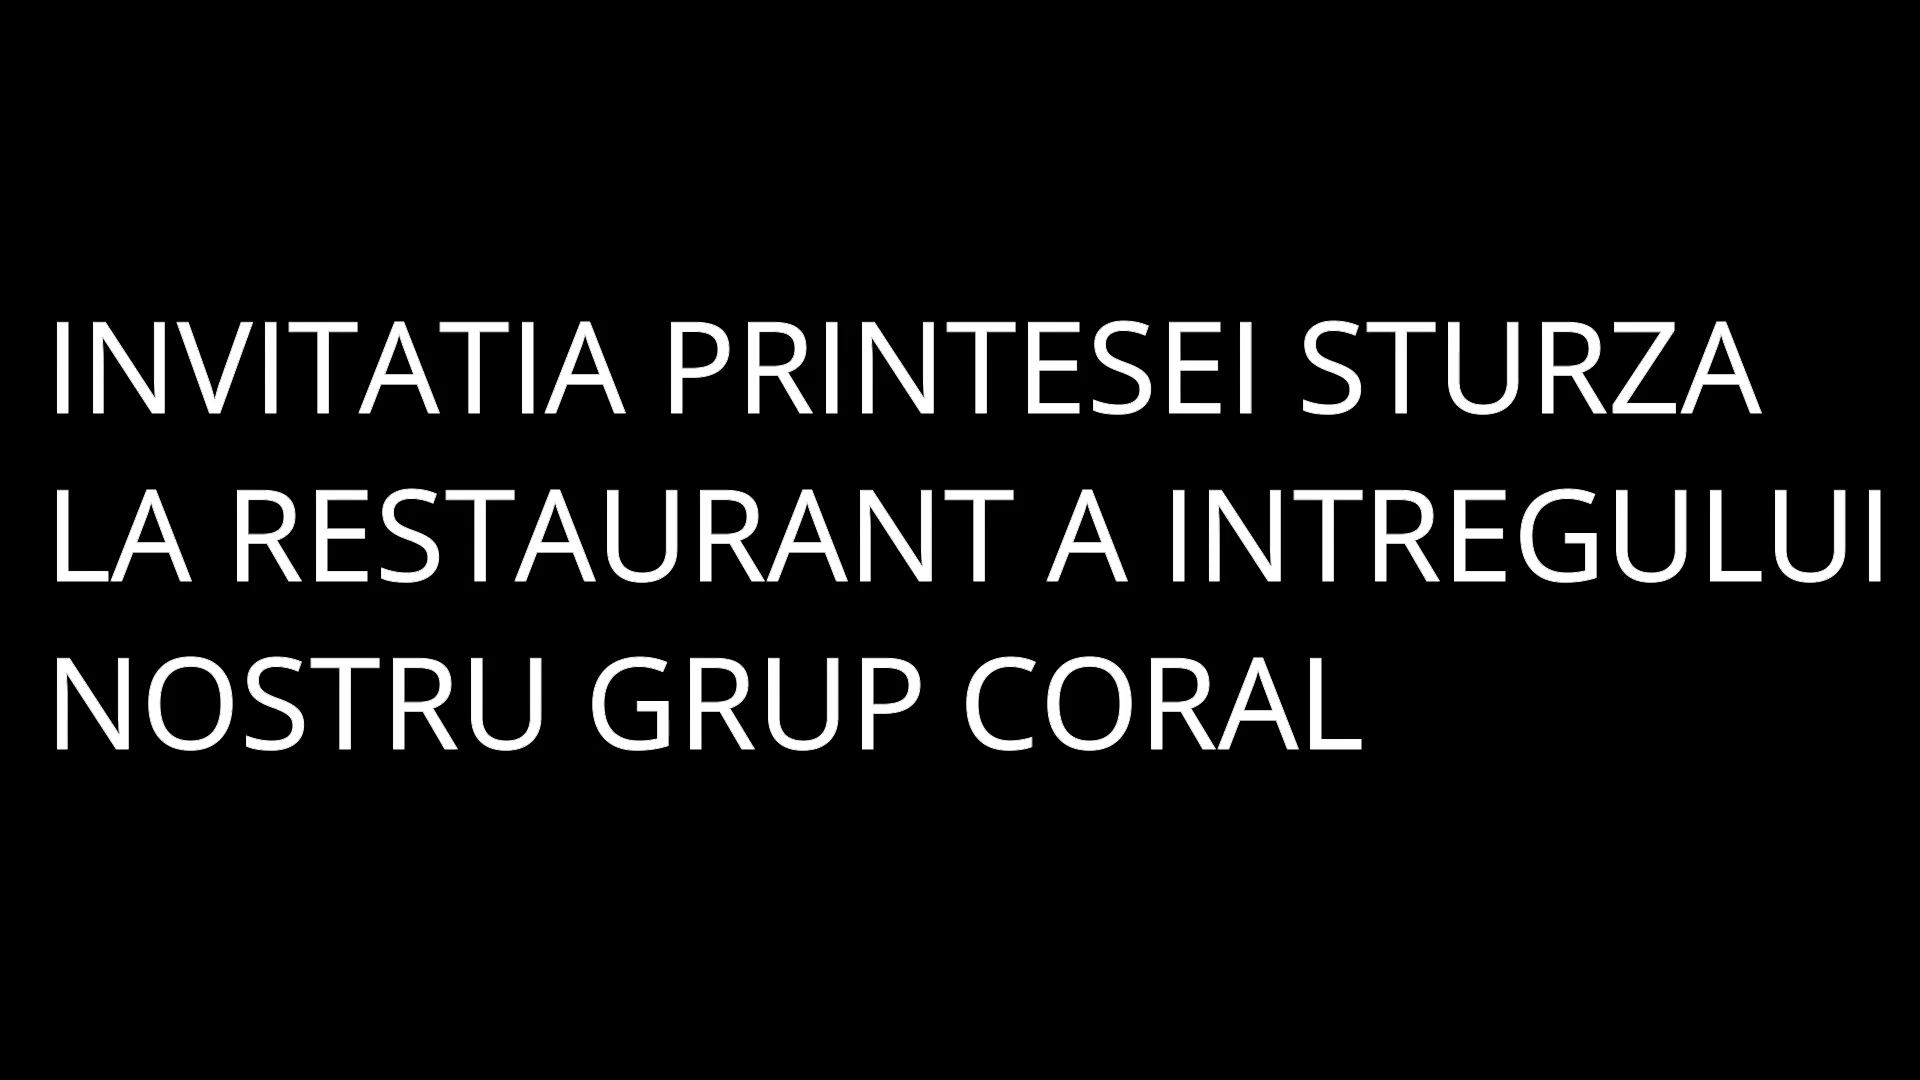 INVITATIA PRINTESEI STURZA
LA RESTAURANT A INTREGULUI
NOSTRU GRUP CORAL